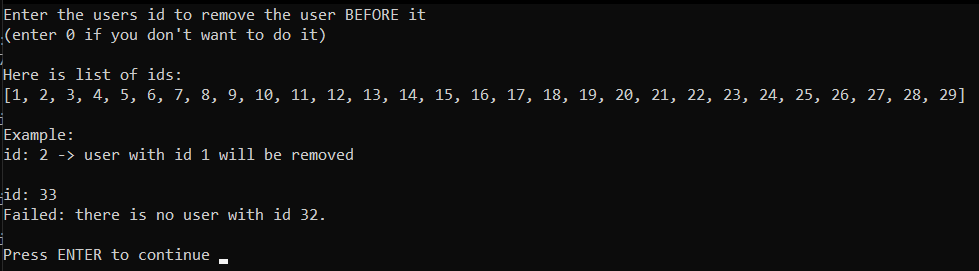 Enter the users id to remove the user BEFORE it
(enter 0 if you don't want to do it)
Here is list of ids:
[1, 2, 3, 4, 5, 6, 7, 8, 9, 10, 11, 12, 13, 14, 15, 16, 17, 18, 19, 20, 21, 22, 23, 24, 25, 26, 27, 28, 29]
Example:
id: 2 -> user with id 1 will be removed
id: 33
Failed: there is no user with id 32.
Press ENTER to continue